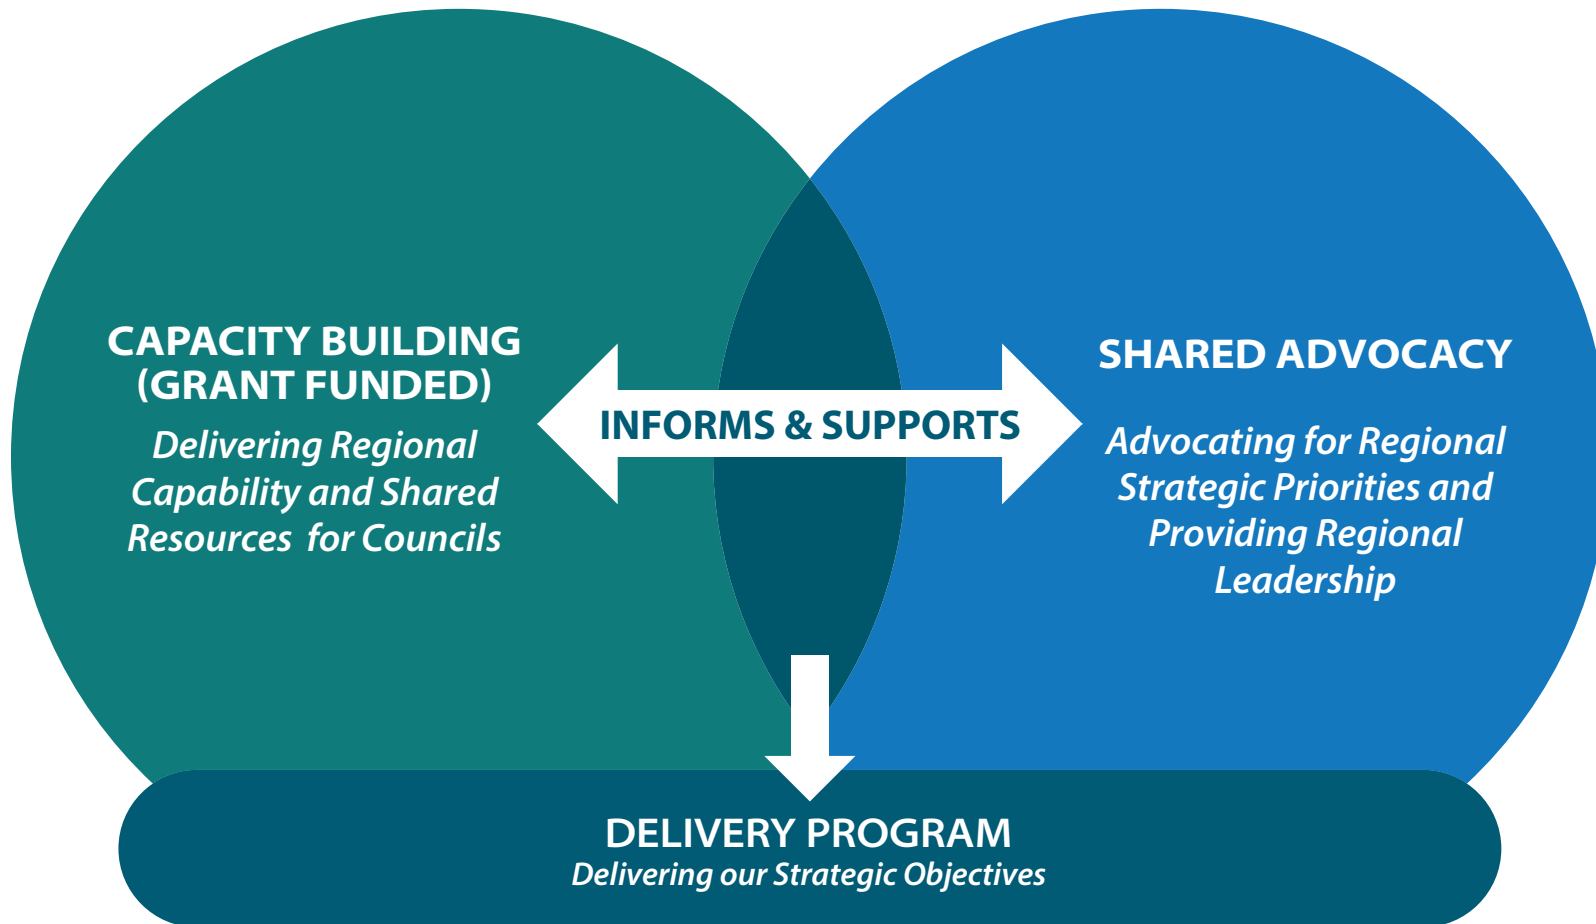 CAPACITY BUILDING
(GRANT FUNDED)
Delivering Regional
Capability and Shared
Resources for Councils
INFORMS & SUPPORTS
SHARED ADVOCACY
Advocating for Regional
Strategic Priorities and
Providing Regional
Leadership
DELIVERY PROGRAM
Delivering our Strategic Objectives